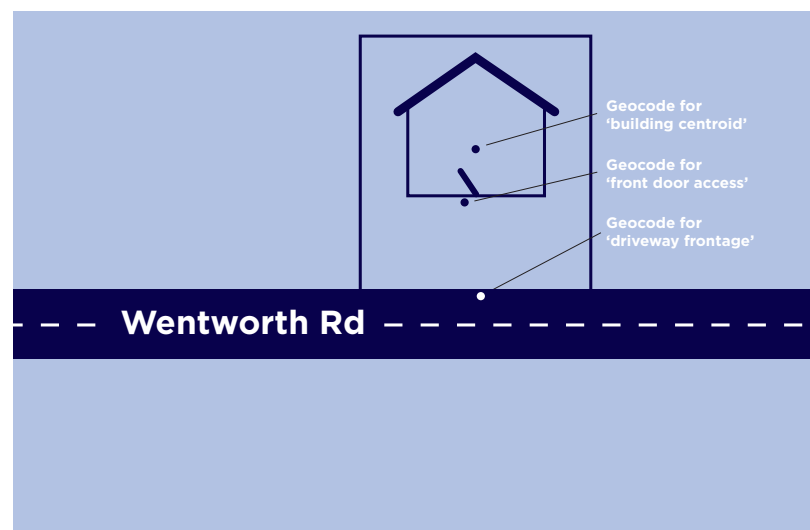 Geocode for
‘building centroid’
Geocode for
‘front door access’
Geocode for
‘driveway frontage’
Wentworth Rd